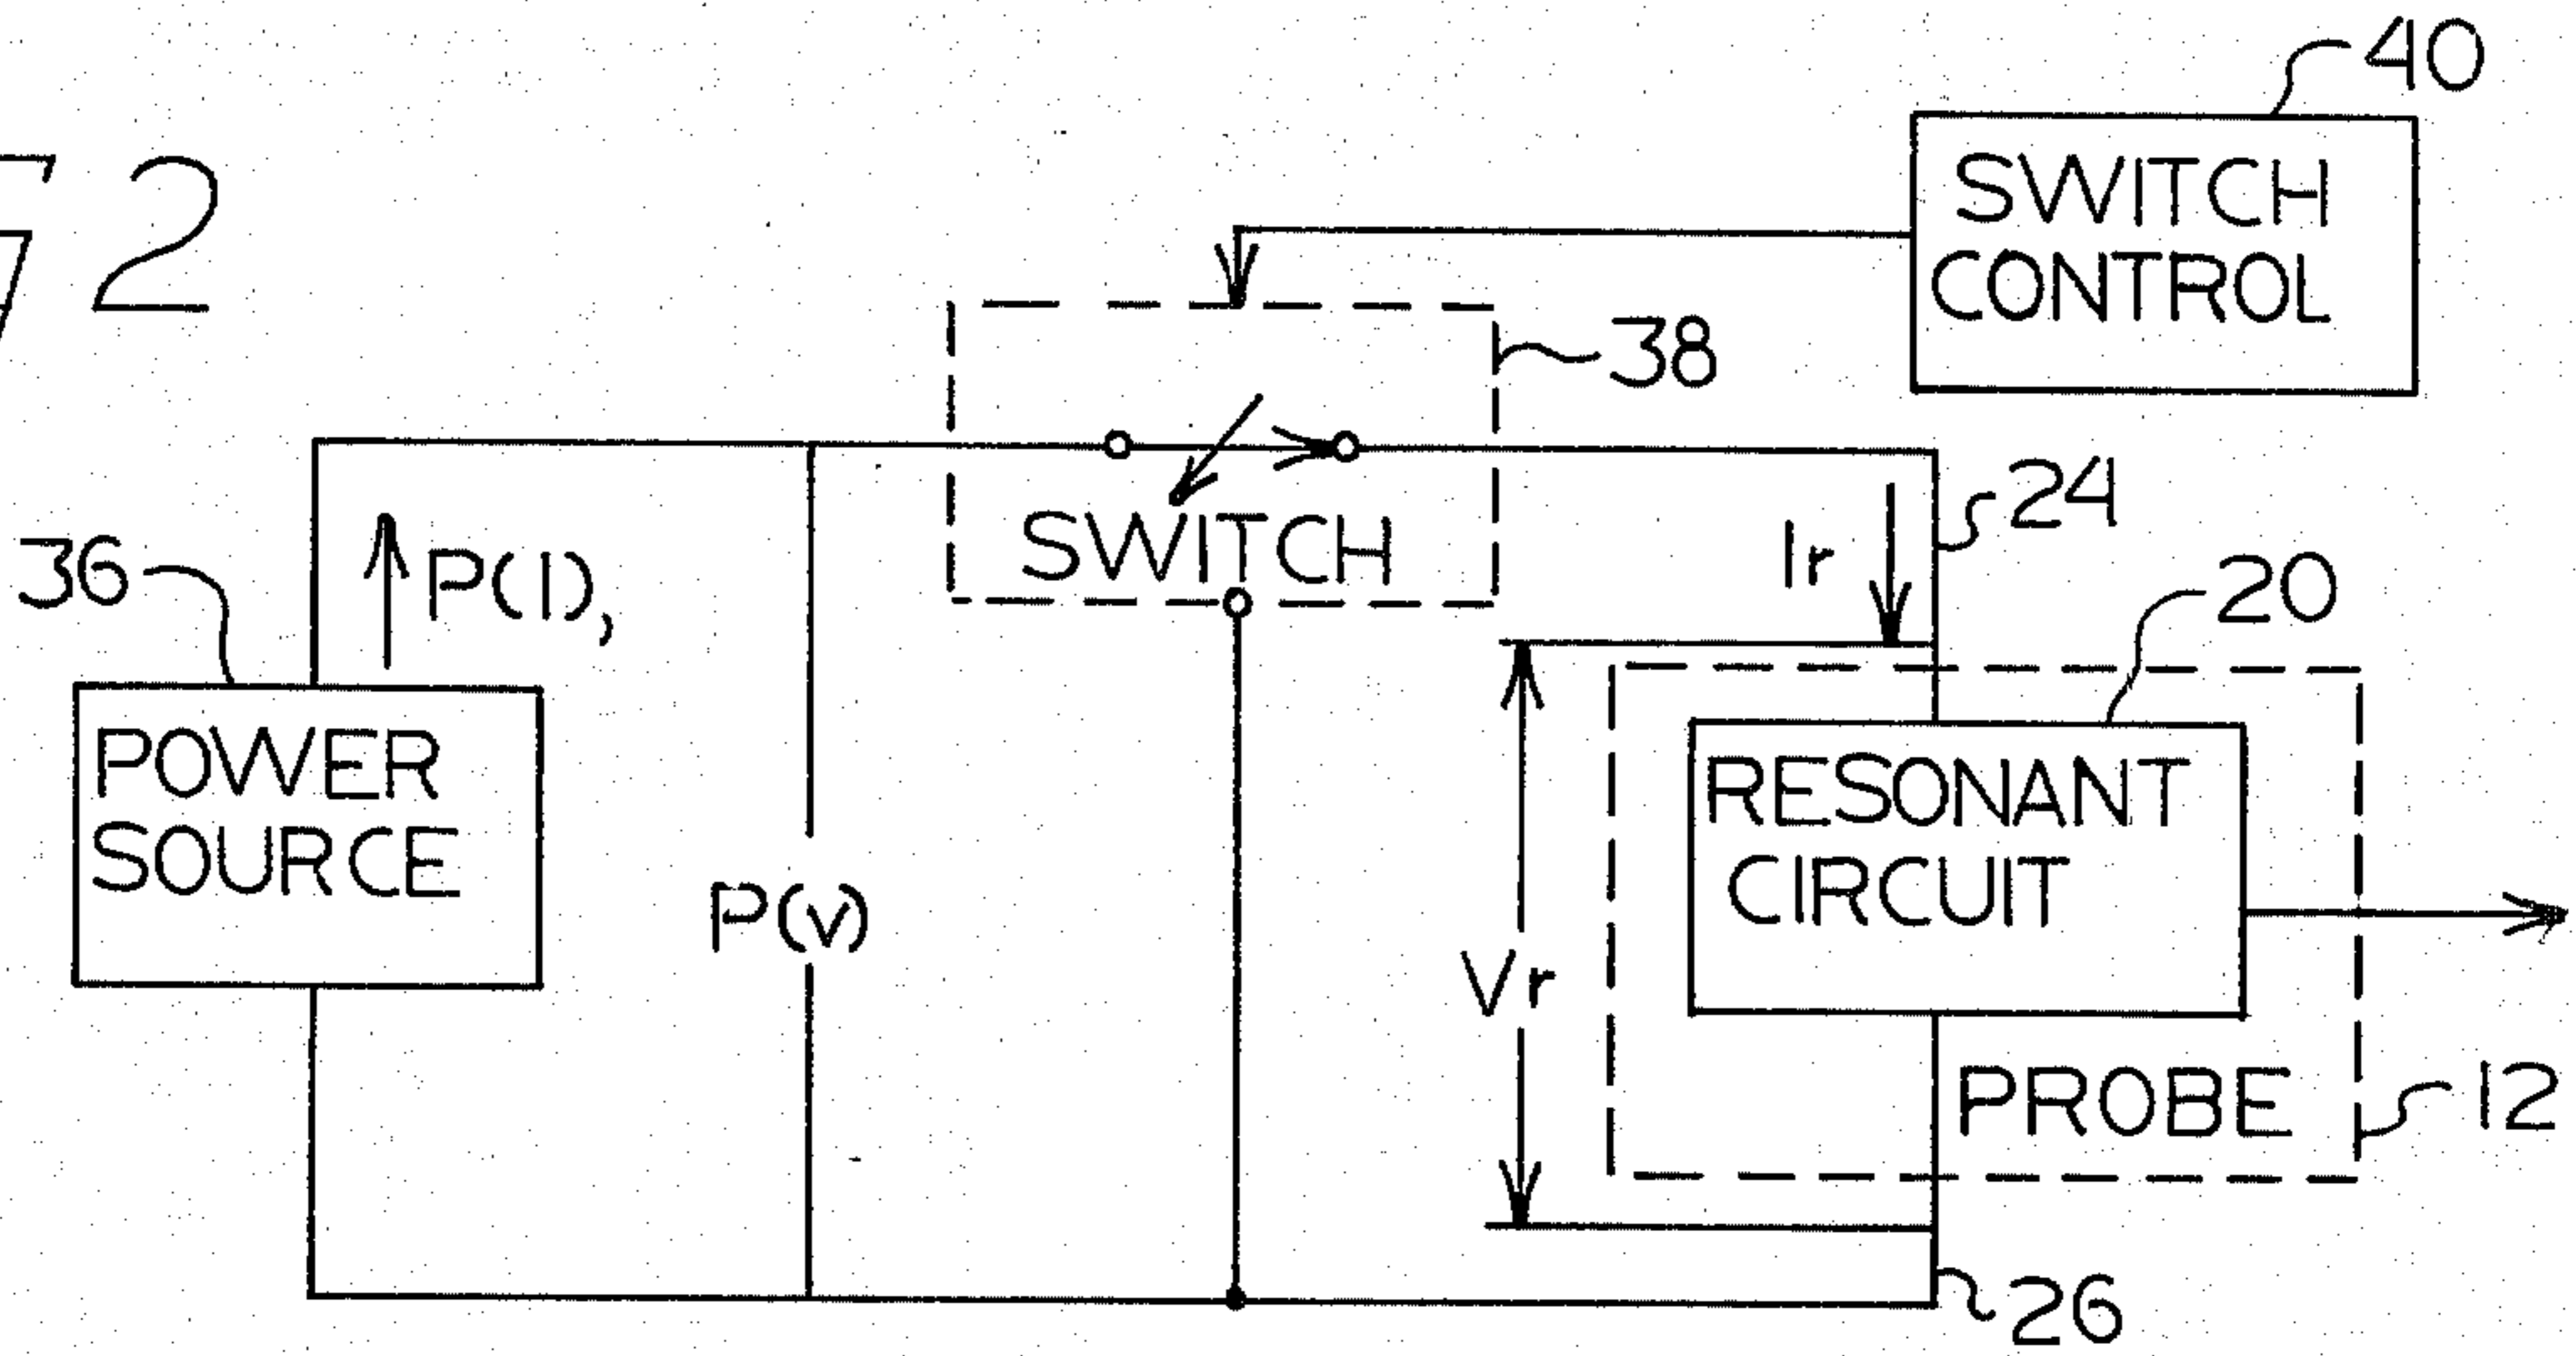 2
40
SWITCH
CONTROL
38
SWITCH
24
Ir
36
P(I),
20
POWER
SOURCE
RESONANT
CIRCUIT
P(v)
Vr
PROBE
12
26